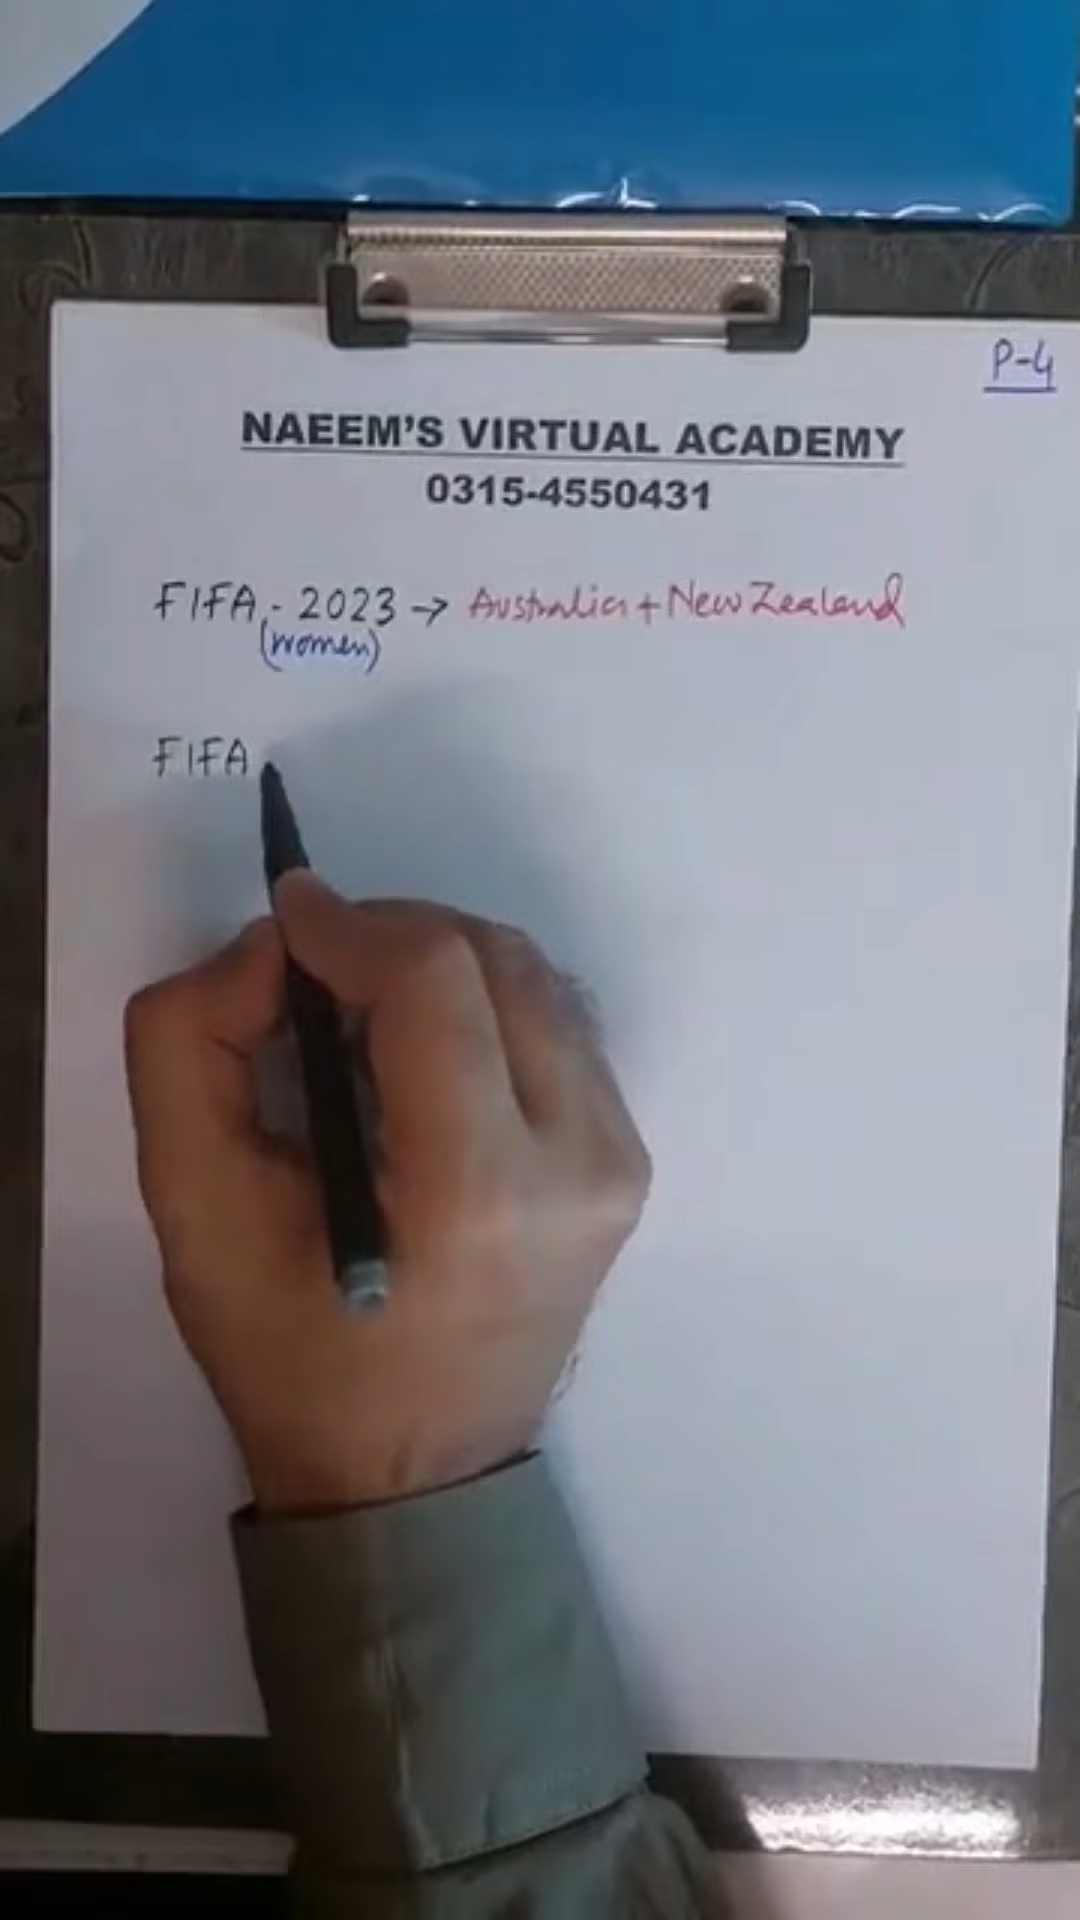 P-4
NAEEM'S VIRTUAL ACADEMY
0315-4550431
FIFA - 2023 → Australia + New Zealand
(women)
FIFA